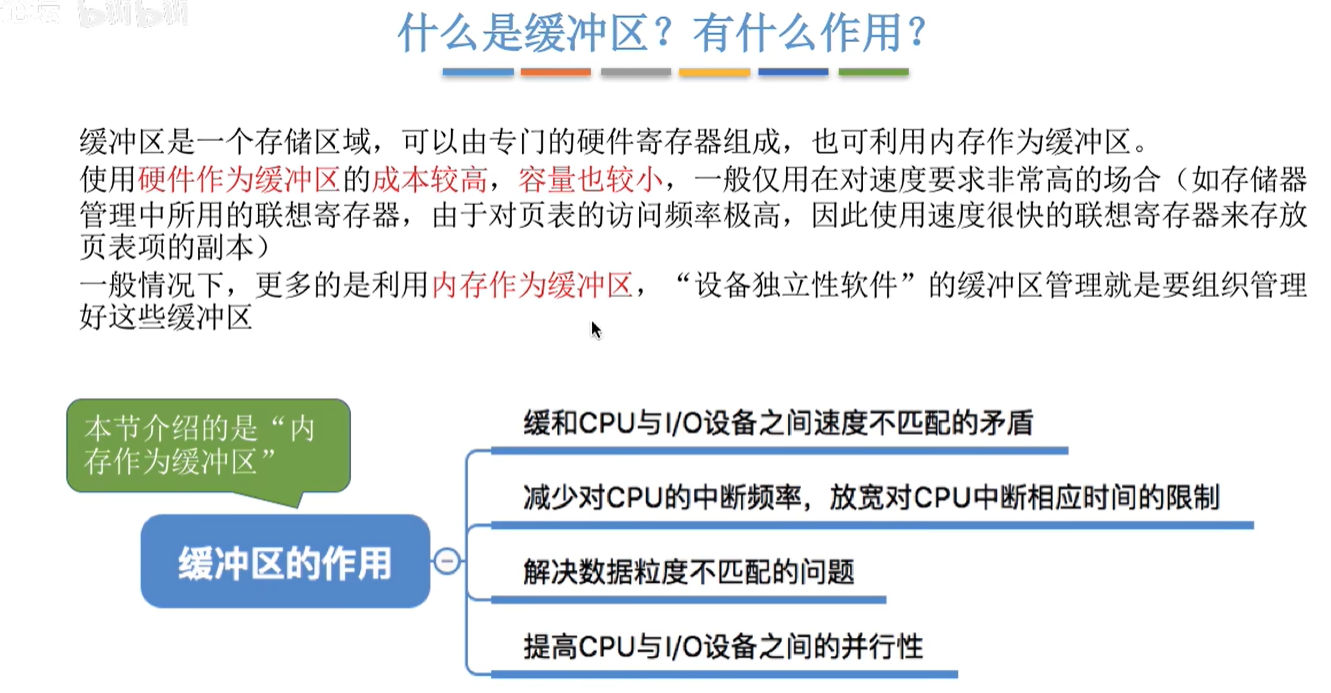 什么是缓冲区？有什么作用？
缓冲区是一个存储区域，可以由专门的硬件寄存器组成，也可利用内存作为缓冲区。
使用硬件作为缓冲区的成本较高，容量也较小，一般仅用在对速度要求非常高的场合（如存储器
管理中所用的联想寄存器，由于对页表的访问频率极高，因此使用速度很快的联想寄存器来存放
页表项的副本）
一般情况下，更多的是利用内存作为缓冲区，“设备独立性软件”的缓冲区管理就是要组织管理
好这些缓冲区
本节介绍的是“内
存作为缓冲区”
缓冲区的作用
缓和CPU与I/O设备之间速度不匹配的矛盾
减少对CPU的中断频率，放宽对CPU中断相应时间的限制
解决数据粒度不匹配的问题
提高CPU与I/O设备之间的并行性